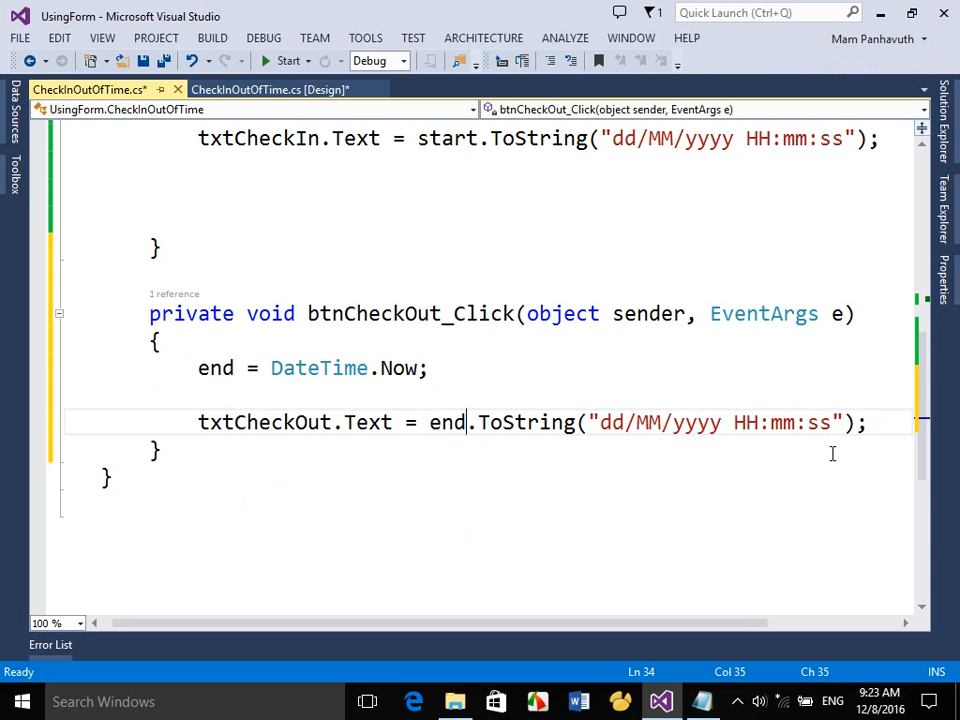 UsingForm - Microsoft Visual Studio
1
Quick Launch (Ctrl+Q)
FILE EDIT VIEW PROJECT BUILD DEBUG TEAM TOOLS TEST ARCHITECTURE ANALYZE WINDOW HELP
Mam Panhavuth
Start
Debug
CheckInOutOfTime.cs*
CheckInOutOfTime.cs [Design]*
UsingForm.CheckInOutOfTime
btnCheckOut_Click(object sender, EventArgs e)
Data Sources
Toolbox
Solution Explorer
Team Explorer
Properties
txtCheckIn.Text = start.ToString("dd/MM/yyyy HH:mm:ss");
}
1 reference
private void btnCheckOut_Click(object sender, EventArgs e)
{
end = DateTime.Now;
txtCheckOut.Text = end.ToString("dd/MM/yyyy HH:mm:ss");
}
}
100 %
Error List
Ready
Ln 34
Col 35
Ch 35
INS
Search Windows
ENG
9:23 AM
12/8/2016